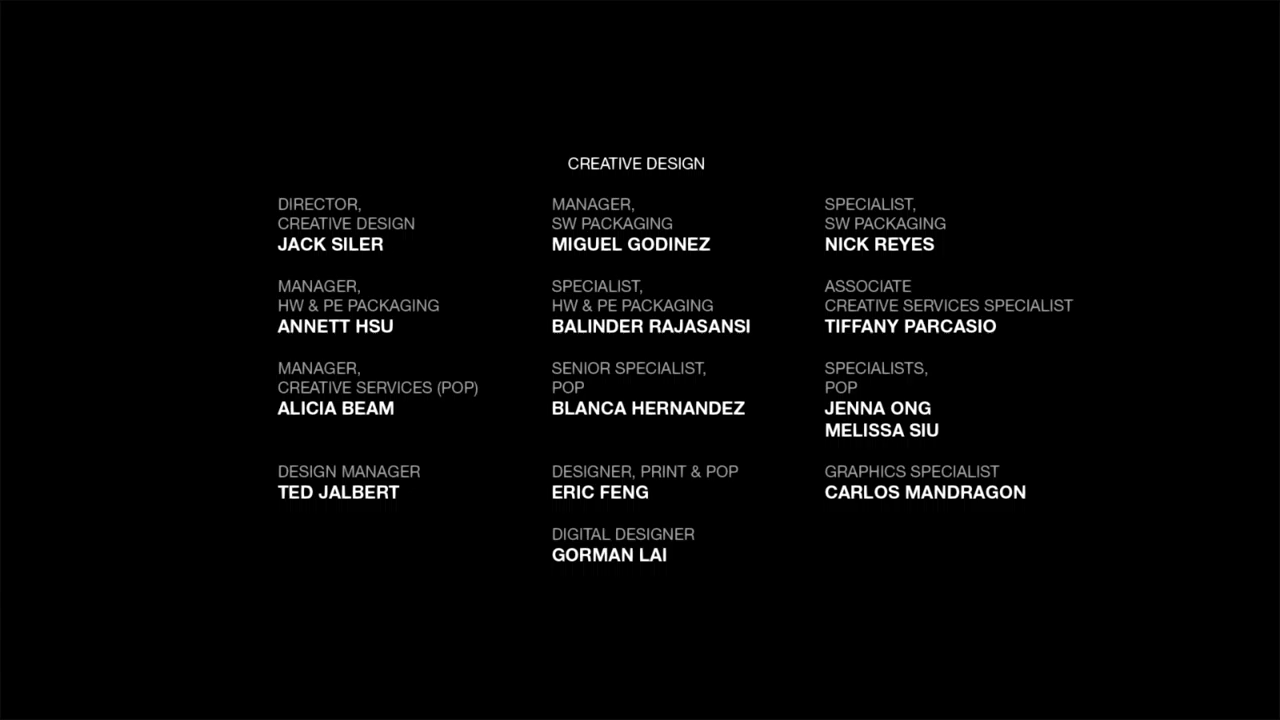 CREATIVE DESIGN
DIRECTOR,
CREATIVE DESIGN
JACK SILER
MANAGER,
SW PACKAGING
MIGUEL GODINEZ
SPECIALIST,
SW PACKAGING
NICK REYES
MANAGER,
HW & PE PACKAGING
ANNETT HSU
SPECIALIST,
HW & PE PACKAGING
BALINDER RAJASANSI
ASSOCIATE
CREATIVE SERVICES SPECIALIST
TIFFANY PARCASIO
MANAGER,
CREATIVE SERVICES (POP)
ALICIA BEAM
SENIOR SPECIALIST,
POP
BLANCA HERNANDEZ
SPECIALISTS,
POP
JENNA ONG
MELISSA SIU
DESIGN MANAGER
TED JALBERT
DESIGNER, PRINT & POP
ERIC FENG
GRAPHICS SPECIALIST
CARLOS MANDRAGON
DIGITAL DESIGNER
GORMAN LAI